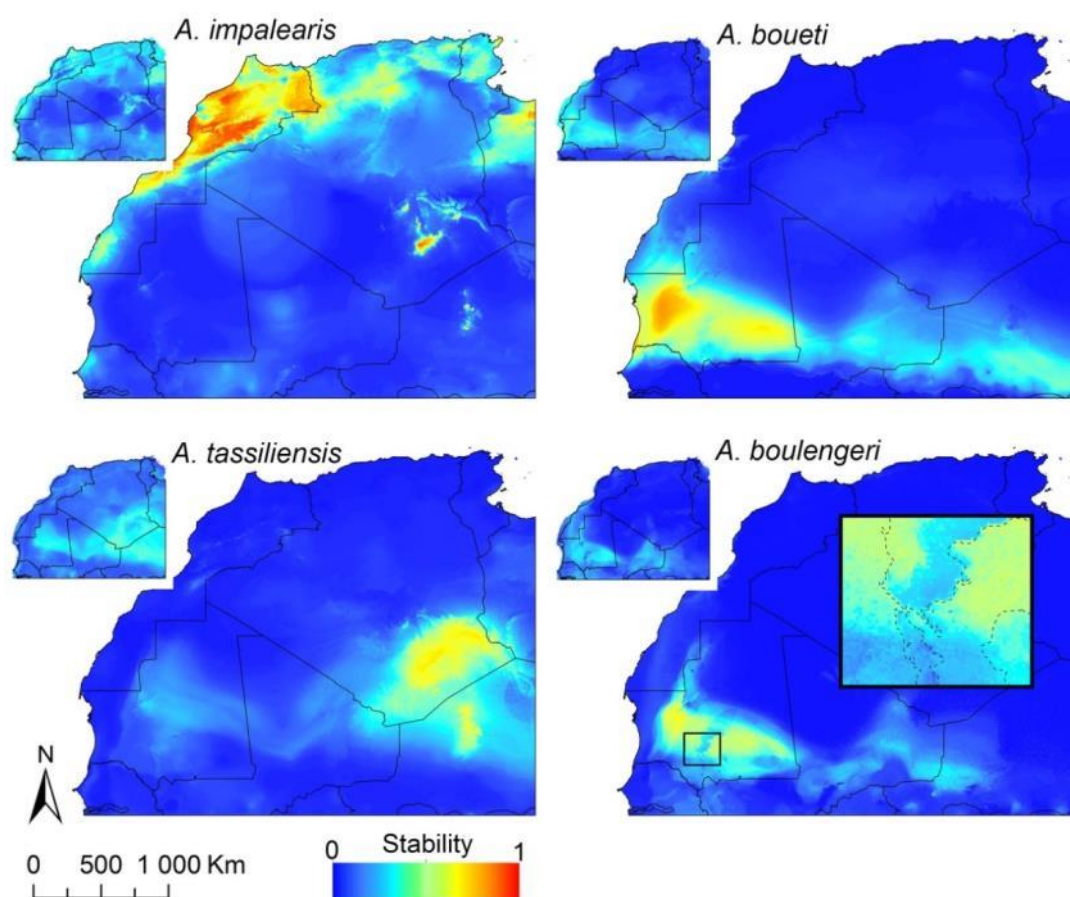 A. impalearis
A. boueti
A. tassiliensis
A. boulengeri
N
Stability
0 1
0 500 1 000 Km